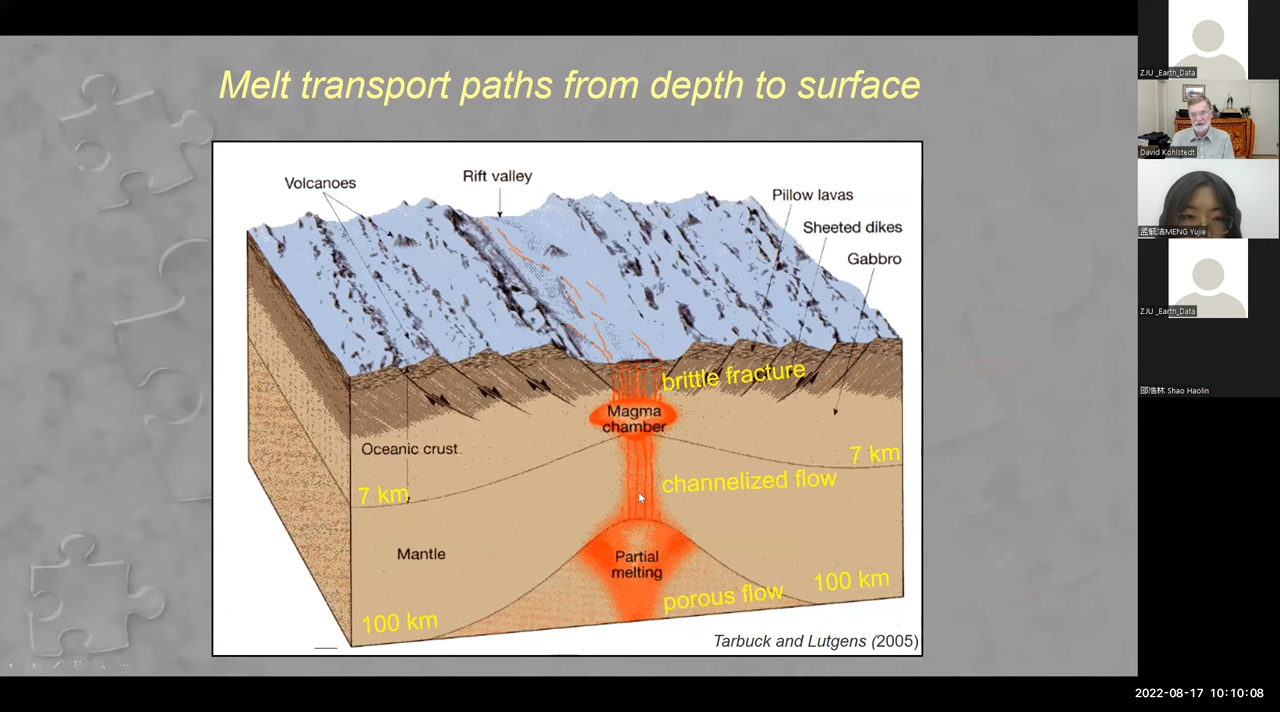 Melt transport paths from depth to surface
Volcanoes
Rift valley
Pillow lavas
Sheeted dikes
Gabbro
brittle fracture
Magma
chamber
Oceanic crust
7 km
7 km
channelized flow
Mantle
Partial
melting
porous flow
100 km
100 km
Tarbuck and Lutgens (2005)
ZJU _Earth_Data
David Kohlstedt
孟毓洁MENG Yujie
ZJU _Earth_Data
邵浩林 Shao Haolin
2022-08-17 10:10:08